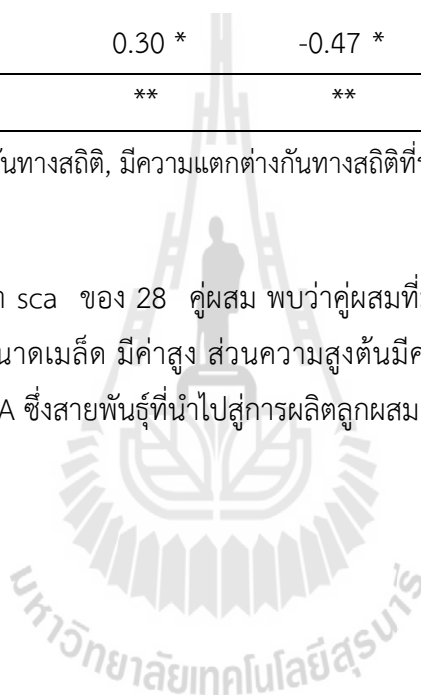 0.30 * -0.47 *
** **
ันทางสถิติ, มีความแตกต่างกันทางสถิติที่
sca ของ 28 คู่ผสม พบว่าคู่ผสมที่
นาดเมล็ด มีค่าสูง ส่วนความสูงต้นมีค
A ซึ่งสายพันธุ์ที่นำไปสู่การผลิตลูกผสม
มหาวิทยาลัยเทคโนโลยีสุรนารี